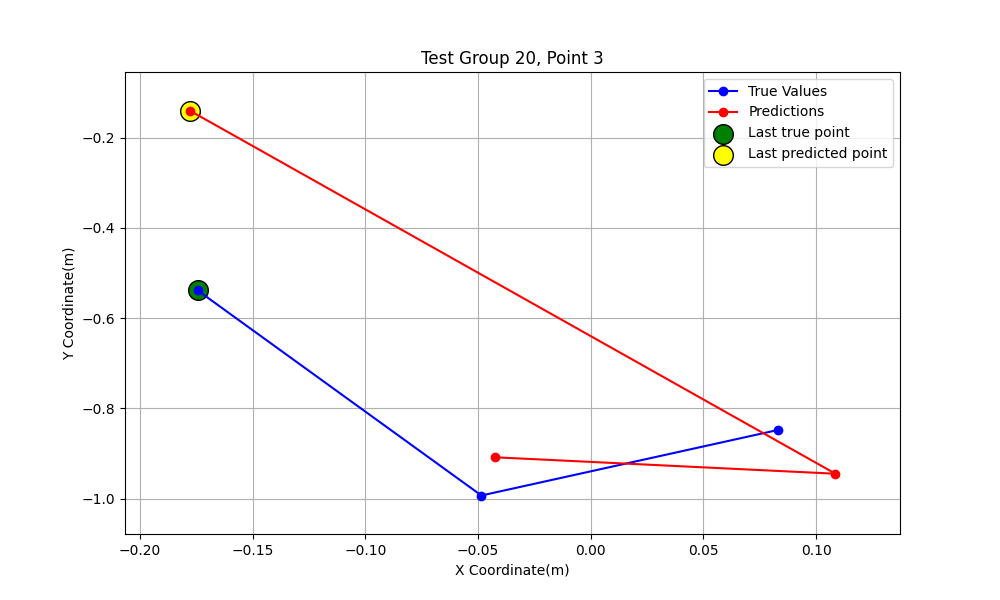 Test Group 20, Point 3
True Values
Predictions
Last true point
Last predicted point
−0.2
−0.4
−0.6
−0.8
−1.0
Y Coordinate(m)
−0.20
−0.15
−0.10
−0.05
0.00
0.05
0.10
X Coordinate(m)